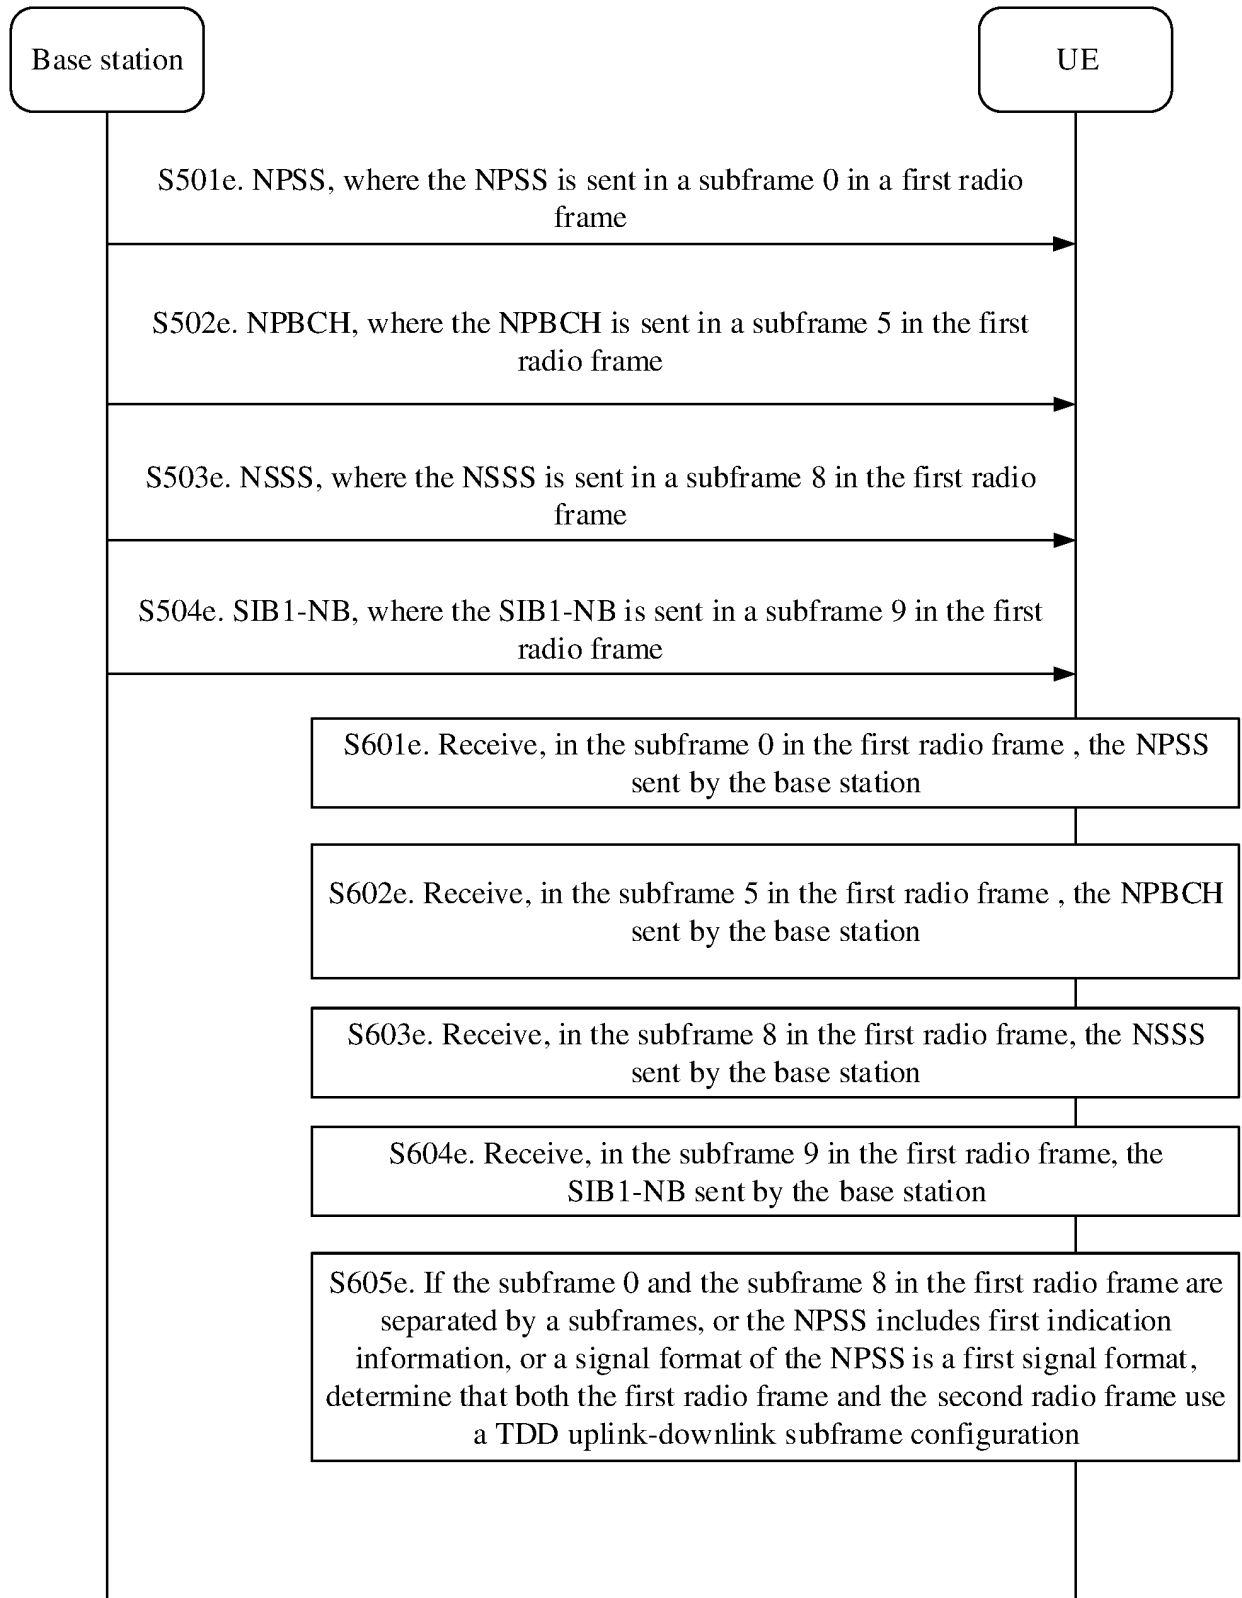 Base station
UE
S501e. NPSS, where the NPSS is sent in a subframe 0 in a first radio
frame
S502e. NPBCH, where the NPBCH is sent in a subframe 5 in the first
radio frame
S503e. NSSS, where the NSSS is sent in a subframe 8 in the first radio
frame
S504e. SIB1-NB, where the SIB1-NB is sent in a subframe 9 in the first
radio frame
S601e. Receive, in the subframe 0 in the first radio frame , the NPSS
sent by the base station
S602e. Receive, in the subframe 5 in the first radio frame , the NPBCH
sent by the base station
S603e. Receive, in the subframe 8 in the first radio frame, the NSSS
sent by the base station
S604e. Receive, in the subframe 9 in the first radio frame, the
SIB1-NB sent by the base station
S605e. If the subframe 0 and the subframe 8 in the first radio frame are
separated by a subframes, or the NPSS includes first indication
information, or a signal format of the NPSS is a first signal format,
determine that both the first radio frame and the second radio frame use
a TDD uplink-downlink subframe configuration